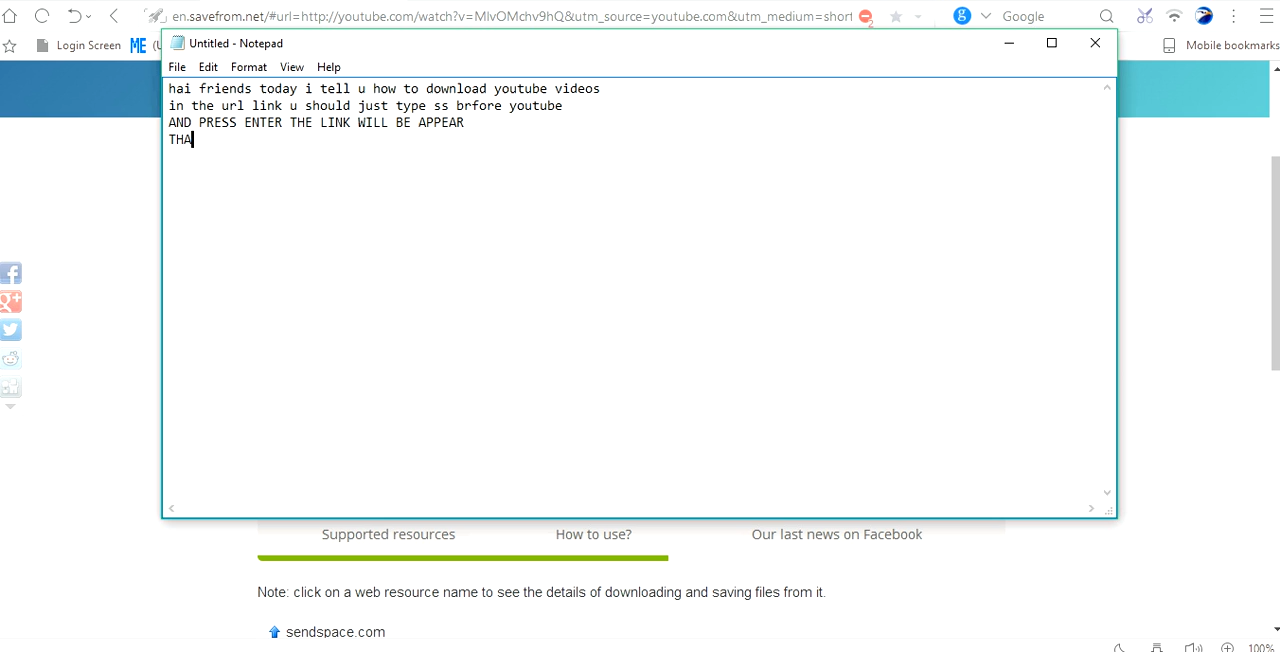 en.savefrom.net/#url=http://youtube.com/watch?v=MIvOMchv9hQ&utm_source=youtube.com&utm_medium=short
2
g
Google
Login Screen
ME
Mobile bookmarks
Untitled - Notepad
File Edit Format View Help
hai friends today i tell u how to download youtube videos
in the url link u should just type ss brfore youtube
AND PRESS ENTER THE LINK WILL BE APPEAR
THA
Supported resources How to use? Our last news on Facebook
Note: click on a web resource name to see the details of downloading and saving files from it.
sendspace.com
100%